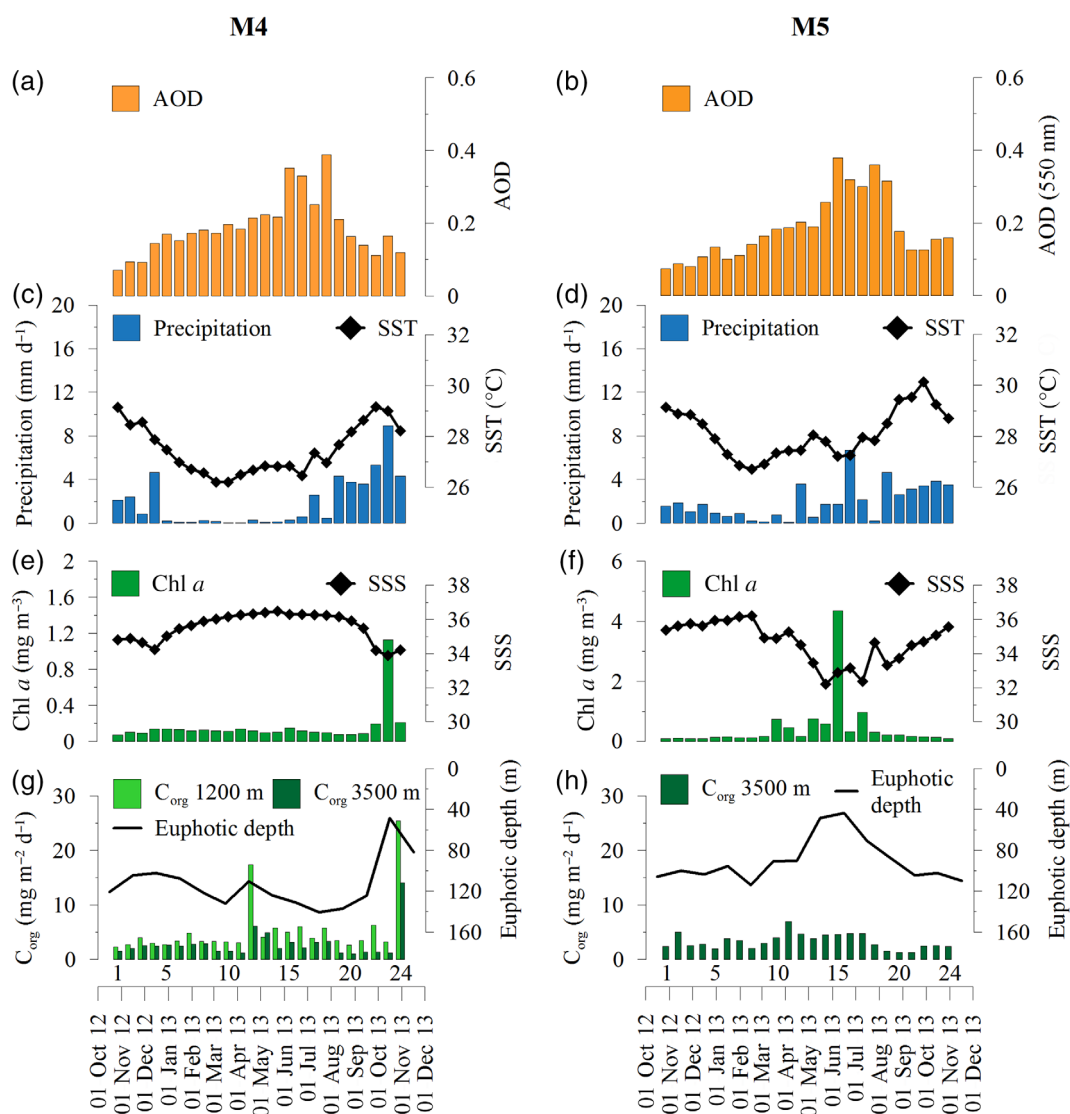 M4 M5
(a) AOD 0.6 0.4 0.2 0 AOD
(b) AOD 0.6 0.4 0.2 0 AOD (550 nm)
(c) Precipitation SST
20 16 12 8 4 0 Precipitation (mm d⁻¹)
32 30 28 26 SST (°C)
(d) Precipitation SST
20 16 12 8 4 0 Precipitation (mm d⁻¹)
32 30 28 26 SST (°C)
(e) Chl a SSS
2 1.6 1.2 0.8 0.4 0 Chl a (mg m⁻³)
38 36 34 32 30 SSS
(f) Chl a SSS
6 4 2 0 Chl a (mg m⁻³)
38 36 34 32 30 SSS
(g) C_org 1200 m C_org 3500 m
Euphotic depth
30 25 20 15 10 5 0 C_org (mg m⁻² d⁻¹)
0 40 80 120 160 Euphotic depth (m)
(h) C_org 3500 m Euphotic
depth
30 25 20 15 10 5 0 C_org (mg m⁻² d⁻¹)
0 40 80 120 160 Euphotic depth (m)
1 5 10 15 20 24
01 Oct 12
01 Nov 12
01 Dec 12
01 Jan 13
01 Feb 13
01 Mar 13
01 Apr 13
01 May 13
01 Jun 13
01 Jul 13
01 Aug 13
01 Sep 13
01 Oct 13
01 Nov 13
01 Dec 13
1 5 10 15 20 24
01 Oct 12
01 Nov 12
01 Dec 12
01 Jan 13
01 Feb 13
01 Mar 13
01 Apr 13
01 May 13
01 Jun 13
01 Jul 13
01 Aug 13
01 Sep 13
01 Oct 13
01 Nov 13
01 Dec 13